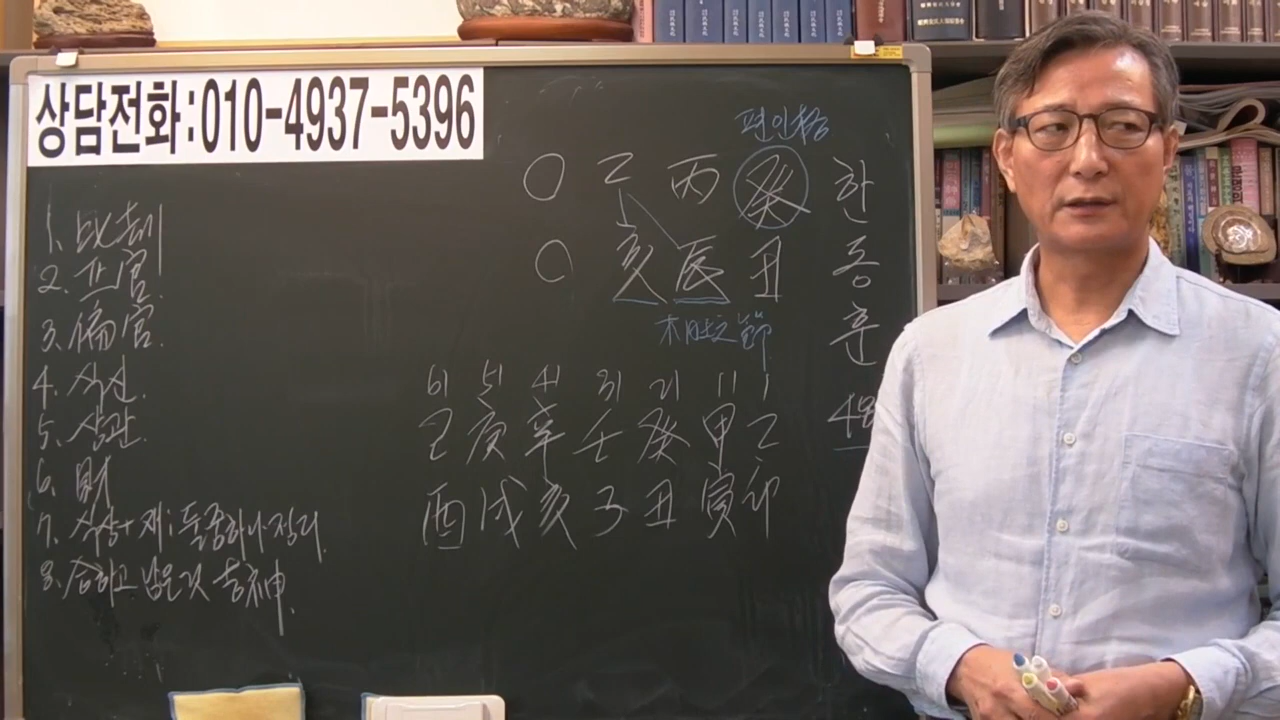 상담전화:010-4937-5396
편인格
○ 乙 丙 癸 한
○ 亥 辰 丑 동
훈
木旺之節
48
1. 比劫
2. 正官.
3. 偏官.
4. 식신.
5. 상관.
6. 財
7. 식상+재:둘중하나정리.
8. 合하고 남은것 吉神.
61 51 41 31 21 11 1
己 庚 辛 壬 癸 甲 乙
酉 戌 亥 子 丑 寅 卯